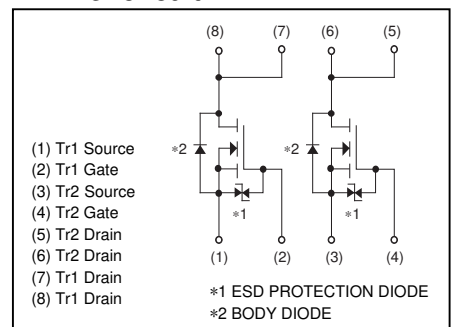 (8) (7) (6) (5)
(1) Tr1 Source
(2) Tr1 Gate
(3) Tr2 Source
(4) Tr2 Gate
(5) Tr2 Drain
(6) Tr2 Drain
(7) Tr1 Drain
(8) Tr1 Drain
∗2 ∗2
∗1 ∗1
(1) (2) (3) (4)
∗1 ESD PROTECTION DIODE
∗2 BODY DIODE